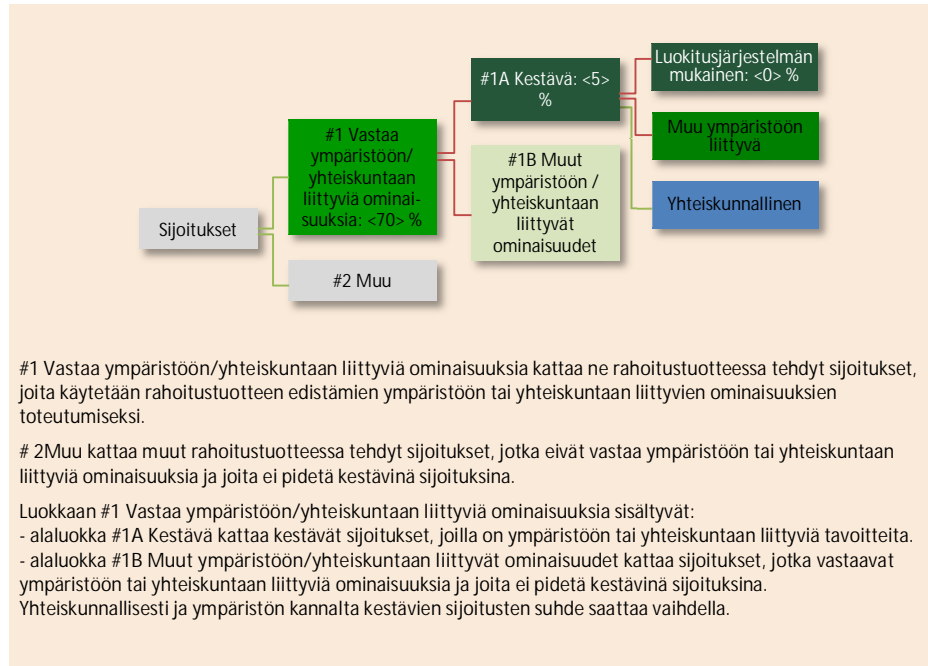 Luokitusjärjestelmän
mukainen: <0> %
#1A Kestävä: <5>
%
#1 Vastaa
ympäristöön/
yhteiskuntaan
liittyviä ominai-
suuksia: <70> %
Muu ympäristöön
liittyvä
#1B Muut
ympäristöön /
yhteiskuntaan
liittyvät
ominaisuudet
Yhteiskunnallinen
Sijoitukset
#2 Muu
#1 Vastaa ympäristöön/yhteiskuntaan liittyviä ominaisuuksia kattaa ne rahoitustuotteessa tehdyt sijoitukset,
joita käytetään rahoitustuotteen edistämien ympäristöön tai yhteiskuntaan liittyvien ominaisuuksien
toteutumiseksi.
# 2Muu kattaa muut rahoitustuotteessa tehdyt sijoitukset, jotka eivät vastaa ympäristöön tai yhteiskuntaan
liittyviä ominaisuuksia ja joita ei pidetä kestävinä sijoituksina.
Luokkaan #1 Vastaa ympäristöön/yhteiskuntaan liittyviä ominaisuuksia sisältyvät:
- alaluokka #1A Kestävä kattaa kestävät sijoitukset, joilla on ympäristöön tai yhteiskuntaan liittyviä tavoitteita.
- alaluokka #1B Muut ympäristöön/yhteiskuntaan liittyvät ominaisuudet kattaa sijoitukset, jotka vastaavat
ympäristöön tai yhteiskuntaan liittyviä ominaisuuksia ja joita ei pidetä kestävinä sijoituksina.
Yhteiskunnallisesti ja ympäristön kannalta kestävien sijoitusten suhde saattaa vaihdella.